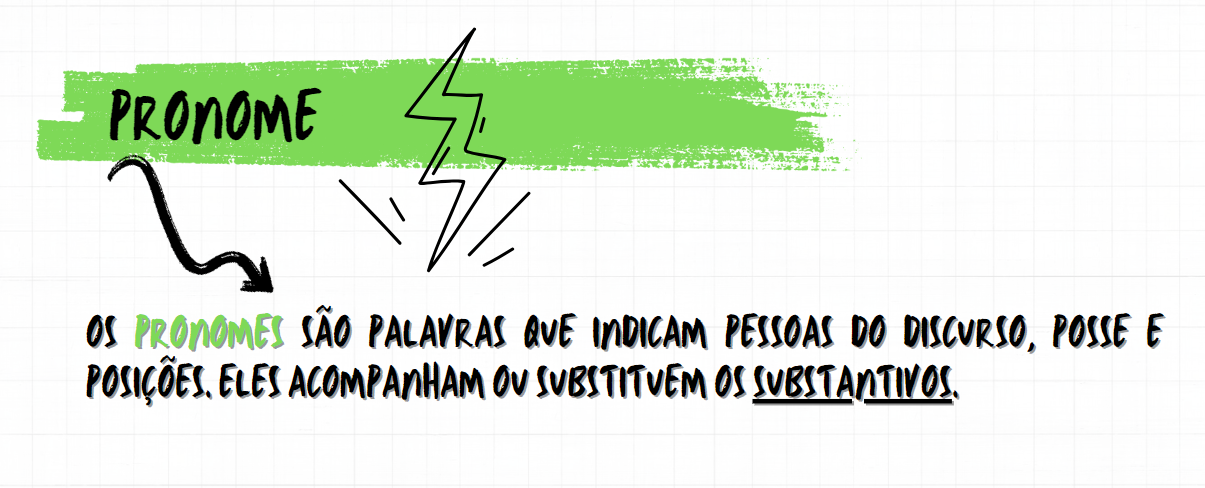 PRONOME
OS PRONOMES SÃO PALAVRAS QUE INDICAM PESSOAS DO DISCURSO, POSSE E
POSIÇÕES. ELES ACOMPANHAM OU SUBSTITUEM OS SUBSTANTIVOS.